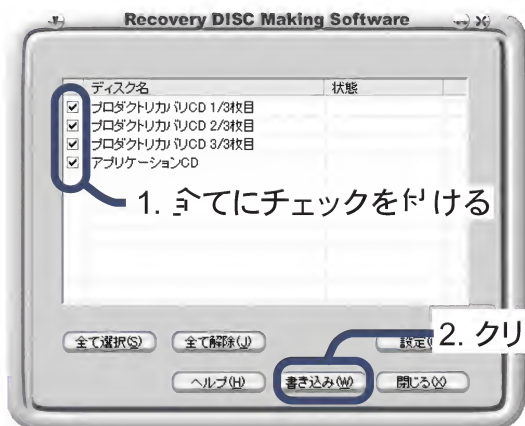 Recovery DISC Making Software
ディスク名 状態
プロダクトリカバリCD 1/3枚目
プロダクトリカバリCD 2/3枚目
プロダクトリカバリCD 3/3枚目
アプリケーションCD
1. 全てにチェックを付ける
全て選択(S) 全て解除(U) 設定
2. クリ
ヘルプ(H) 書き込み(W) 閉じる(X)